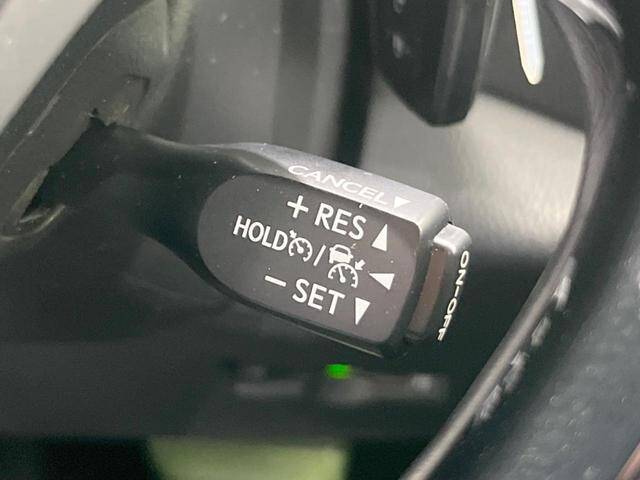 CANCEL▼
+ RES ▲
HOLD / ◀
− SET ▼
ON-OFF